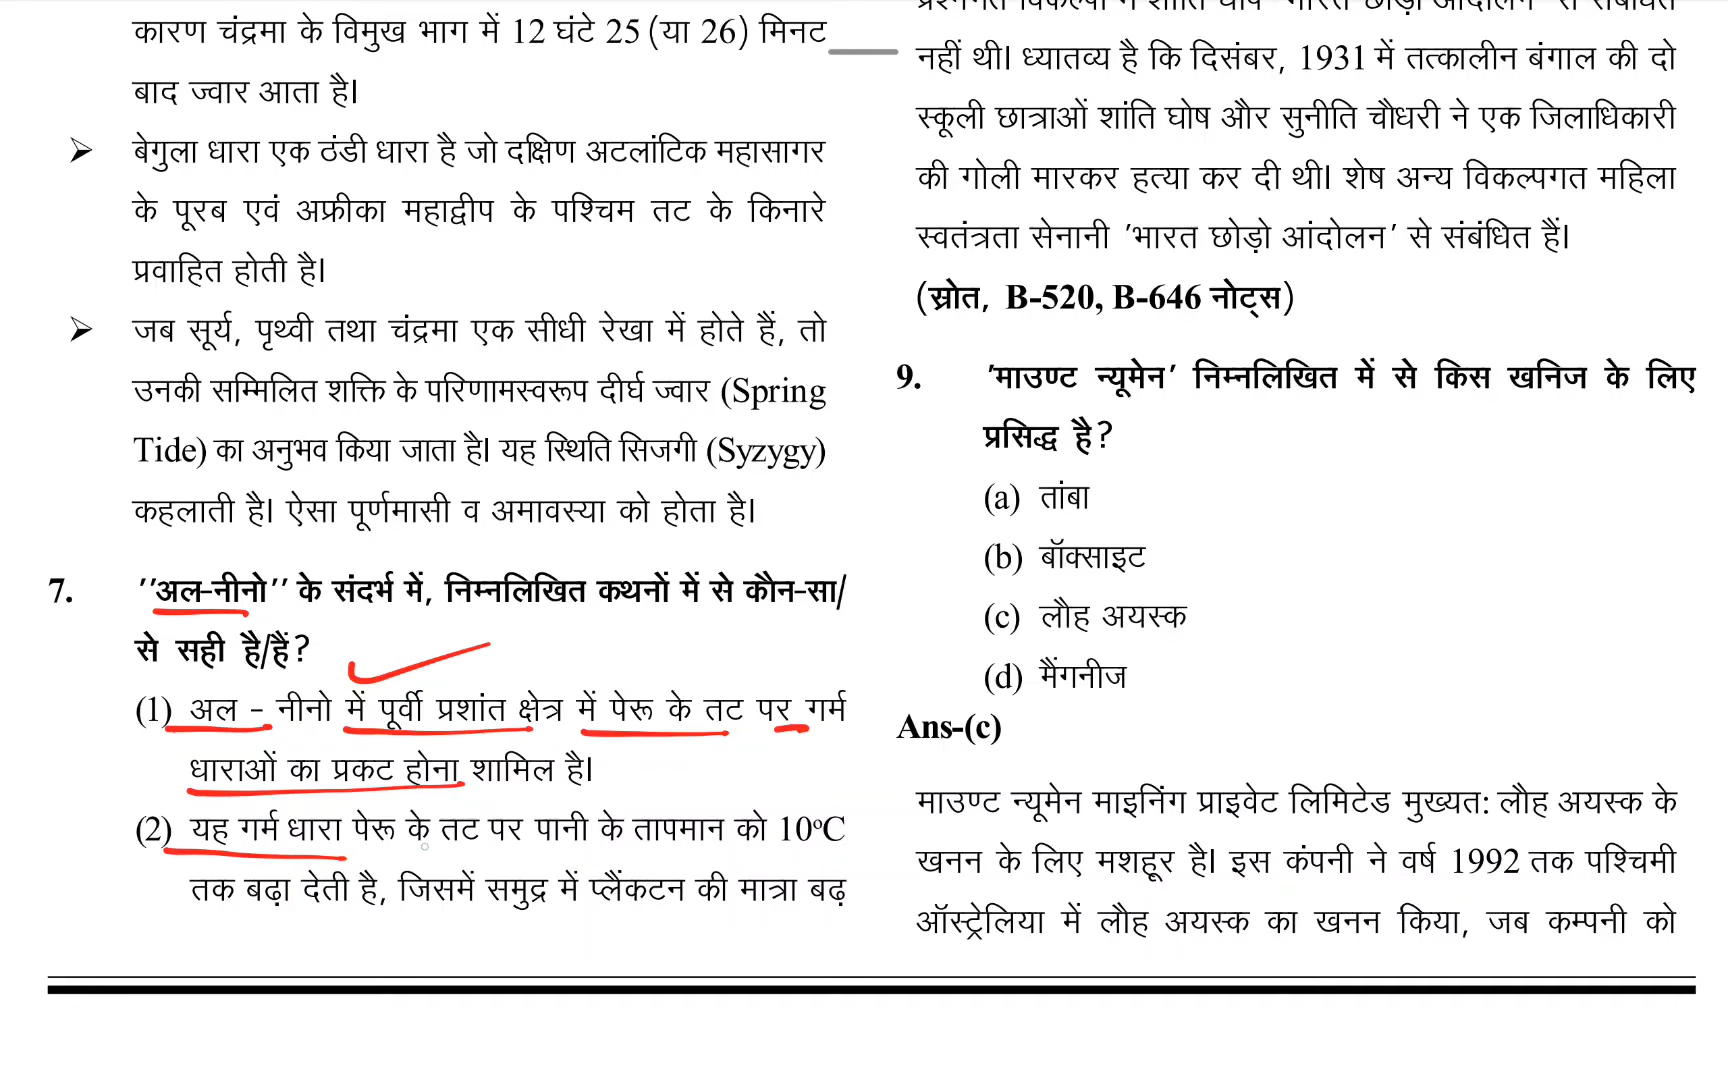 कारण चंद्रमा के विमुख भाग में 12 घंटे 25 (या 26) मिनट
बाद ज्वार आता है।
➤ बेगुला धारा एक ठंडी धारा है जो दक्षिण अटलांटिक महासागर
के पूरब एवं अफ्रीका महाद्वीप के पश्चिम तट के किनारे
प्रवाहित होती है।
➤ जब सूर्य, पृथ्वी तथा चंद्रमा एक सीधी रेखा में होते हैं, तो
उनकी सम्मिलित शक्ति के परिणामस्वरूप दीर्घ ज्वार (Spring
Tide) का अनुभव किया जाता है। यह स्थिति सिजगी (Syzygy)
कहलाती है। ऐसा पूर्णमासी व अमावस्या को होता है।
7. ''अल-नीनो'' के संदर्भ में, निम्नलिखित कथनों में से कौन-सा/
से सही है/हैं?
(1) अल - नीनो में पूर्वी प्रशांत क्षेत्र में पेरू के तट पर गर्म
धाराओं का प्रकट होना शामिल है।
(2) यह गर्म धारा पेरू के तट पर पानी के तापमान को 10°C
तक बढ़ा देती है, जिसमें समुद्र में प्लैंकटन की मात्रा बढ़
प्रश्नगत विकल्पों में शांति घोष 'भारत छोड़ो आंदोलन' से संबंधित
नहीं थी। ध्यातव्य है कि दिसंबर, 1931 में तत्कालीन बंगाल की दो
स्कूली छात्राओं शांति घोष और सुनीति चौधरी ने एक जिलाधिकारी
की गोली मारकर हत्या कर दी थी। शेष अन्य विकल्पगत महिला
स्वतंत्रता सेनानी 'भारत छोड़ो आंदोलन' से संबंधित हैं।
(स्रोत, B-520, B-646 नोट्स)
9. 'माउण्ट न्यूमेन' निम्नलिखित में से किस खनिज के लिए
प्रसिद्ध है?
(a) तांबा
(b) बॉक्साइट
(c) लौह अयस्क
(d) मैंगनीज
Ans-(c)
माउण्ट न्यूमेन माइनिंग प्राइवेट लिमिटेड मुख्यत: लौह अयस्क के
खनन के लिए मशहूर है। इस कंपनी ने वर्ष 1992 तक पश्चिमी
ऑस्ट्रेलिया में लौह अयस्क का खनन किया, जब कम्पनी को